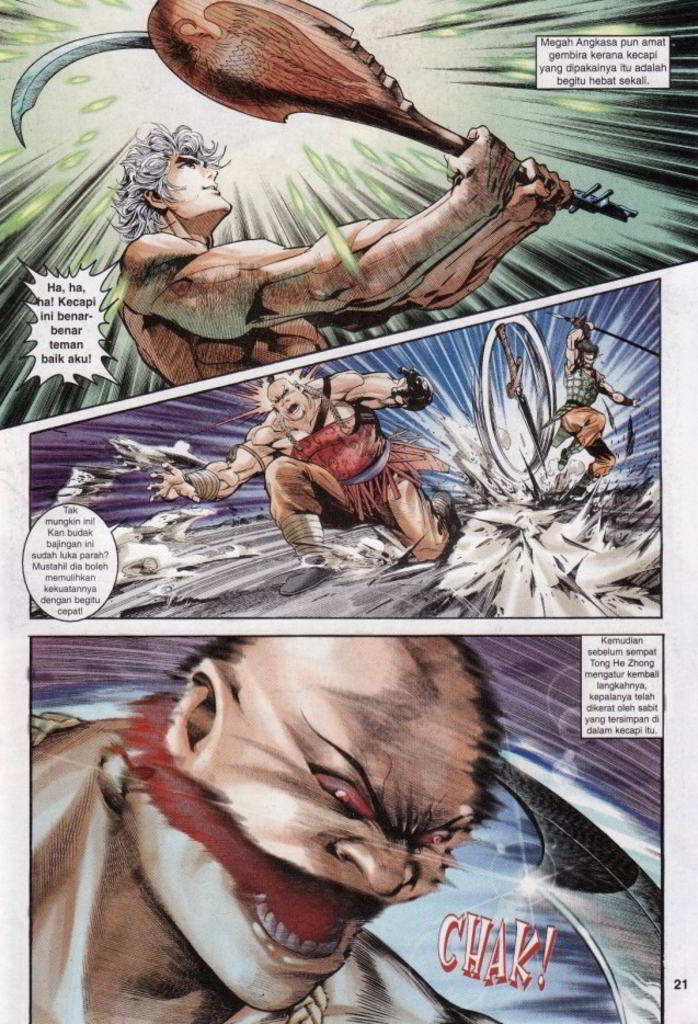 Megah Angkasa pun amat
gembira kerana kecapi
yang dipakainya itu adalah
begitu hebat sekali.
Ha, ha,
ha! Kecapi
ini benar-
benar
teman
baik aku!
Tak
mungkin ini!
Kan budak
bajingan ini
sudah luka parah?
Mustahil dia boleh
memulihkan
kekuatannya
dengan begitu
cepat!
Kemudian
sebelum sempat
Tong He Zhong
mengatur kembali
langkahnya,
kepalanya telah
dikerat oleh sabit
yang tersimpan di
dalam kecapi itu.
CHAK!
21